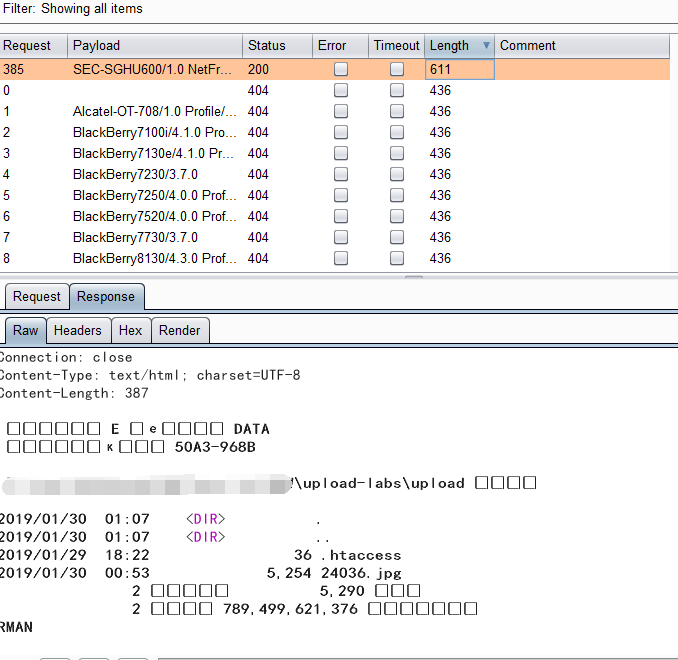 Filter: Showing all items
Request Payload Status Error Timeout Length Comment
385 SEC-SGHU600/1.0 NetFr... 200 611
0 404 436
1 Alcatel-OT-708/1.0 Profile/... 404 436
2 BlackBerry7100i/4.1.0 Pro... 404 436
3 BlackBerry7130e/4.1.0 Pr... 404 436
4 BlackBerry7230/3.7.0 404 436
5 BlackBerry7250/4.0.0 Prof... 404 436
6 BlackBerry7520/4.0.0 Prof... 404 436
7 BlackBerry7730/3.7.0 404 436
8 BlackBerry8130/4.3.0 Prof... 404 436
Request Response
Raw Headers Hex Render
Connection: close
Content-Type: text/html; charset=UTF-8
Content-Length: 387
□□□□□□ E □e□□□□ DATA
□□□□□□к□□□ 50A3-968B
\upload-labs\upload □□□□
2019/01/30 01:07 <DIR> .
2019/01/30 01:07 <DIR> ..
2019/01/29 18:22 36 .htaccess
2019/01/30 00:53 5,254 24036.jpg
2 □□□□□ 5,290 □□□
2 □□□□ 789,499,621,376 □□□□□□□
RMAN